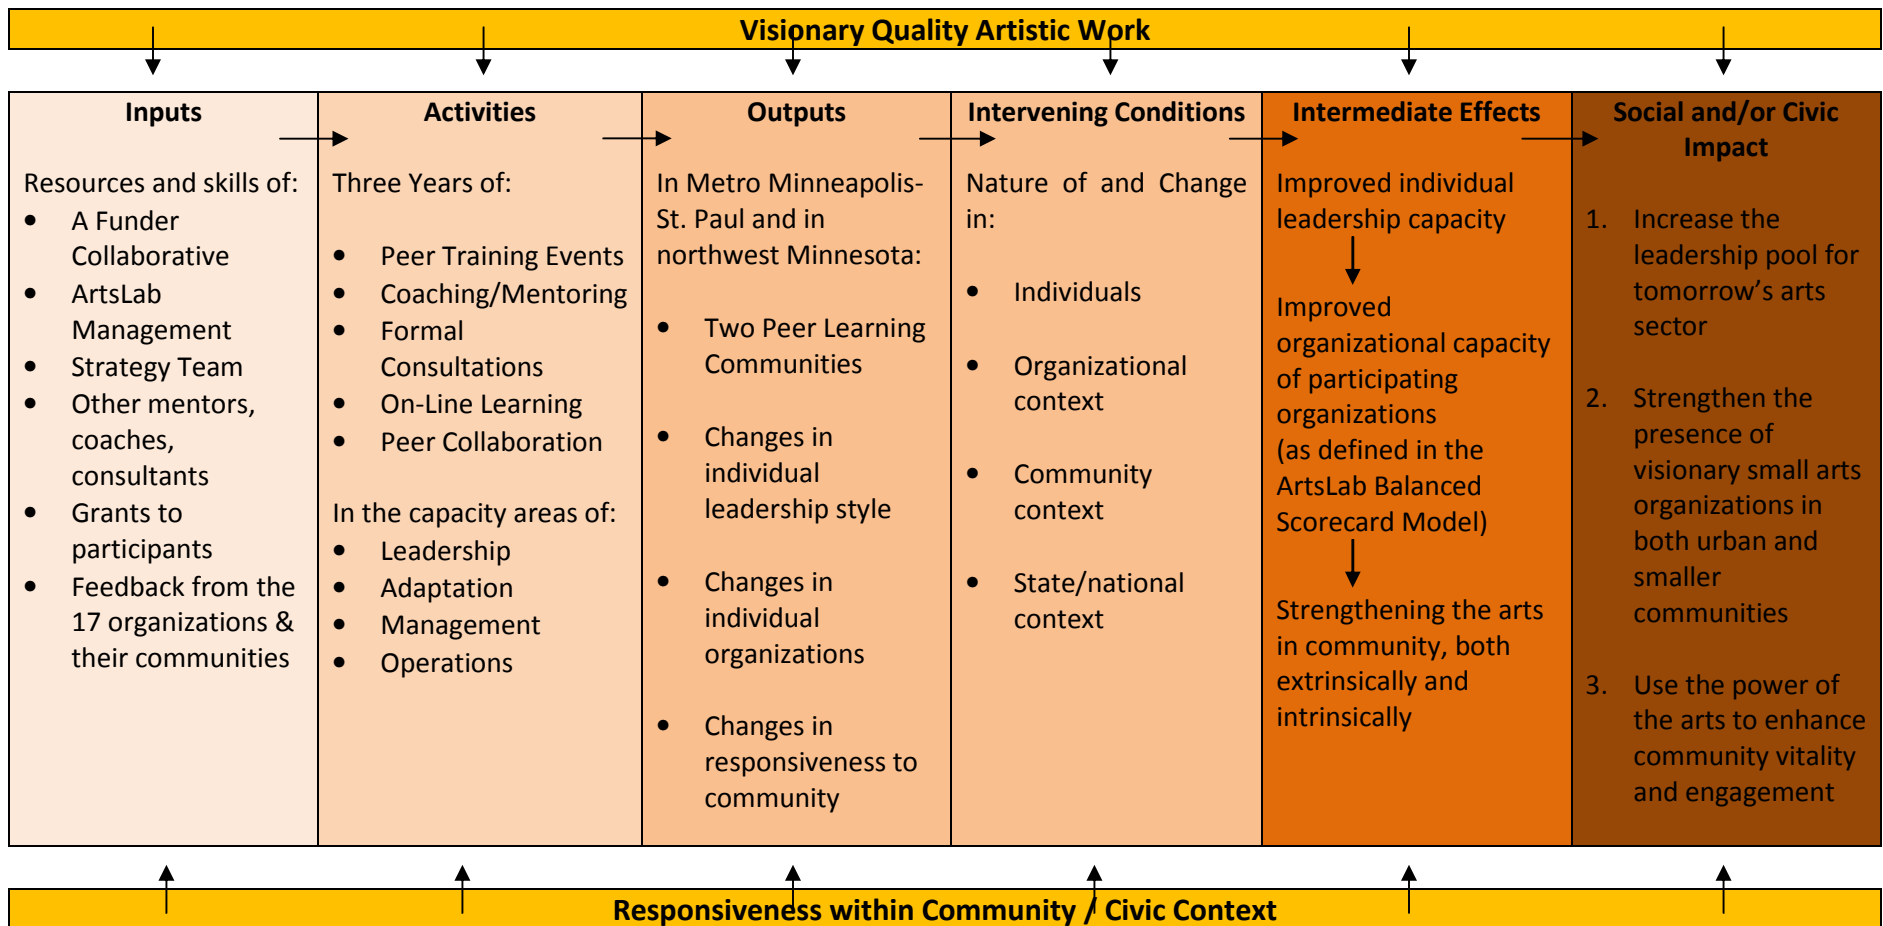 Visionary Quality Artistic Work
Inputs
Resources and skills of:
• A Funder
Collaborative
• ArtsLab
Management
• Strategy Team
• Other mentors,
coaches,
consultants
• Grants to
participants
• Feedback from the
17 organizations &
their communities
Activities
Three Years of:
• Peer Training Events
• Coaching/Mentoring
• Formal
Consultations
• On-Line Learning
• Peer Collaboration
In the capacity areas of:
• Leadership
• Adaptation
• Management
• Operations
Outputs
In Metro Minneapolis-
St. Paul and in
northwest Minnesota:
• Two Peer Learning
Communities
• Changes in
individual
leadership style
• Changes in
individual
organizations
• Changes in
responsiveness to
community
Intervening Conditions
Nature of and Change
in:
• Individuals
• Organizational
context
• Community
context
• State/national
context
Intermediate Effects
Improved individual
leadership capacity
Improved
organizational capacity
of participating
organizations
(as defined in the
ArtsLab Balanced
Scorecard Model)
Strengthening the arts
in community, both
extrinsically and
intrinsically
Social and/or Civic
Impact
1. Increase the
leadership pool for
tomorrow’s arts
sector
2. Strengthen the
presence of
visionary small arts
organizations in
both urban and
smaller
communities
3. Use the power of
the arts to enhance
community vitality
and engagement
Responsiveness within Community / Civic Context